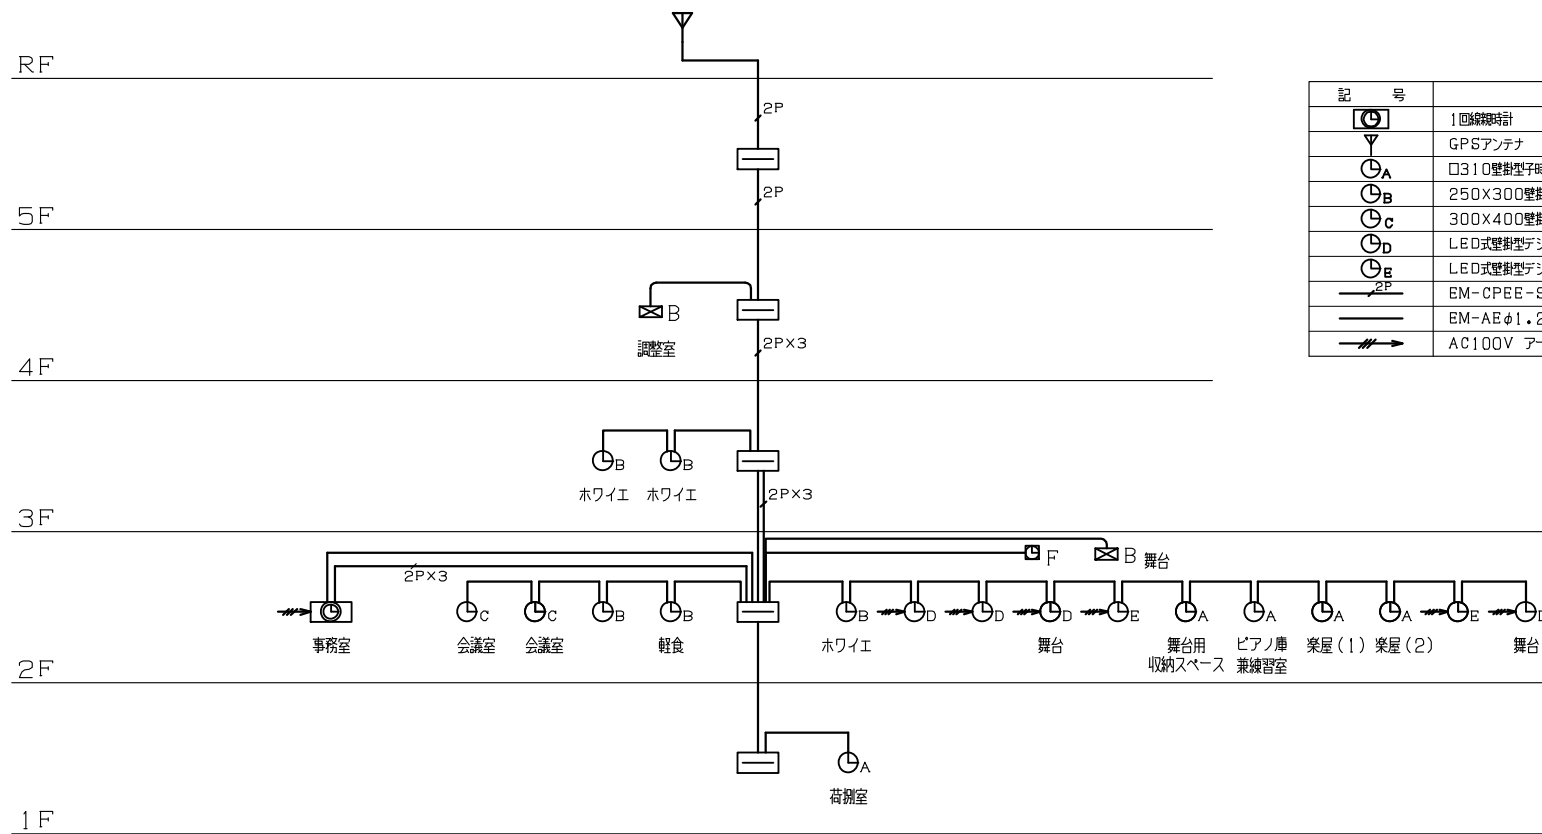 RF
2P
2P
5F
B
調整室
2P×3
4F
B
B
ホワイエ ホワイエ
2P×3
3F
F
B 舞台
2P×3
C C B B B D D D E A A A A E D
事務室 会議室 会議室 軽食 ホワイエ 舞台 舞台用 ピアノ庫 楽屋(1) 楽屋(2) 舞台
収納スペース 兼練習室
2F
A
荷捌室
1F
記 号
1回線親時計
GPSアンテナ
A □310壁掛型子時
B 250X300壁掛
C 300X400壁掛
D LED式壁掛型デジ
E LED式壁掛型デジ
2P EM-CPEE-S
EM-AEφ1.2
AC100V アー